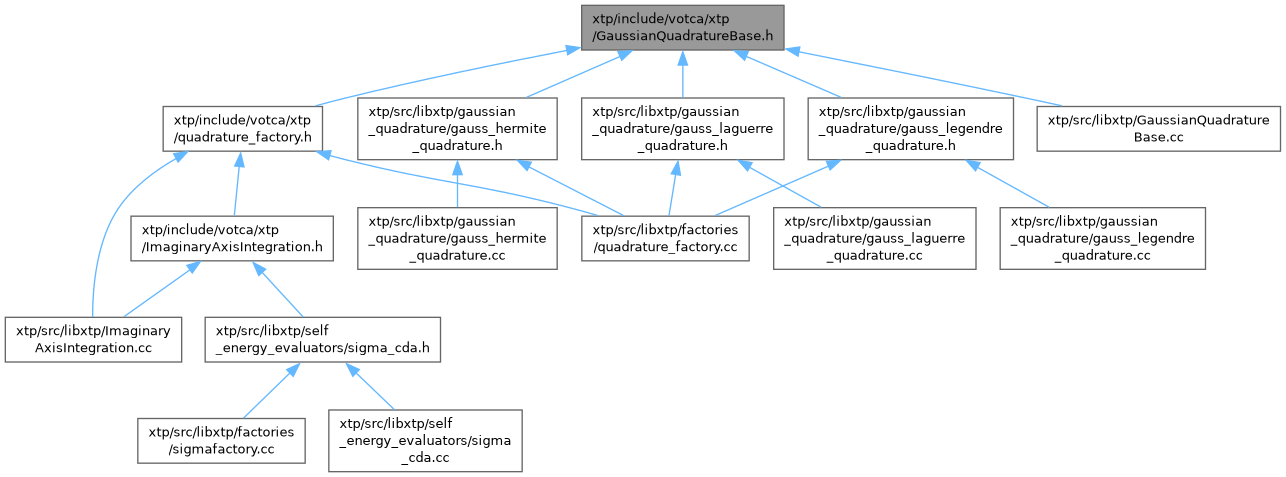 xtp/include/votca/xtp
/GaussianQuadratureBase.h
xtp/include/votca/xtp
/quadrature_factory.h
xtp/src/libxtp/gaussian
_quadrature/gauss_hermite
_quadrature.h
xtp/src/libxtp/gaussian
_quadrature/gauss_laguerre
_quadrature.h
xtp/src/libxtp/gaussian
_quadrature/gauss_legendre
_quadrature.h
xtp/src/libxtp/GaussianQuadrature
Base.cc
xtp/include/votca/xtp
/ImaginaryAxisIntegration.h
xtp/src/libxtp/gaussian
_quadrature/gauss_hermite
_quadrature.cc
xtp/src/libxtp/factories
/quadrature_factory.cc
xtp/src/libxtp/gaussian
_quadrature/gauss_laguerre
_quadrature.cc
xtp/src/libxtp/gaussian
_quadrature/gauss_legendre
_quadrature.cc
xtp/src/libxtp/Imaginary
AxisIntegration.cc
xtp/src/libxtp/self
_energy_evaluators/sigma_cda.h
xtp/src/libxtp/factories
/sigmafactory.cc
xtp/src/libxtp/self
_energy_evaluators/sigma
_cda.cc